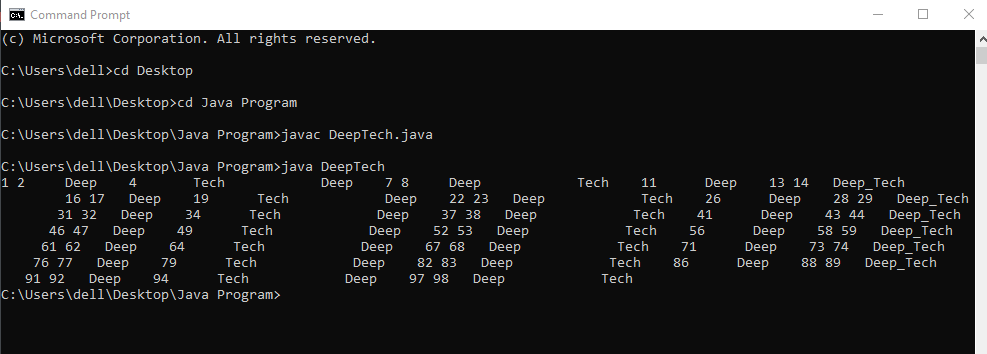 Command Prompt
(c) Microsoft Corporation. All rights reserved.
C:\Users\dell>cd Desktop
C:\Users\dell\Desktop>cd Java Program
C:\Users\dell\Desktop\Java Program>javac DeepTech.java
C:\Users\dell\Desktop\Java Program>java DeepTech
1 2 Deep 4 Tech Deep 7 8 Deep Tech 11 Deep 13 14 Deep_Tech
16 17 Deep 19 Tech Deep 22 23 Deep Tech 26 Deep 28 29 Deep_Tech
31 32 Deep 34 Tech Deep 37 38 Deep Tech 41 Deep 43 44 Deep_Tech
46 47 Deep 49 Tech Deep 52 53 Deep Tech 56 Deep 58 59 Deep_Tech
61 62 Deep 64 Tech Deep 67 68 Deep Tech 71 Deep 73 74 Deep_Tech
76 77 Deep 79 Tech Deep 82 83 Deep Tech 86 Deep 88 89 Deep_Tech
91 92 Deep 94 Tech Deep 97 98 Deep Tech
C:\Users\dell\Desktop\Java Program>